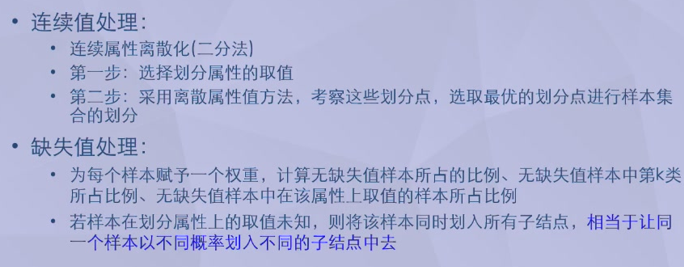 • 连续值处理：
• 连续属性离散化(二分法)
• 第一步：选择划分属性的取值
• 第二步：采用离散属性值方法，考察这些划分点，选取最优的划分点进行样本集
合的划分
• 缺失值处理：
• 为每个样本赋予一个权重，计算无缺失值样本所占的比例、无缺失值样本中第k类
所占比例、无缺失值样本中在该属性上取值的样本所占比例
• 若样本在划分属性上的取值未知，则将该样本同时划入所有子结点，相当于让同
一个样本以不同概率划入不同的子结点中去